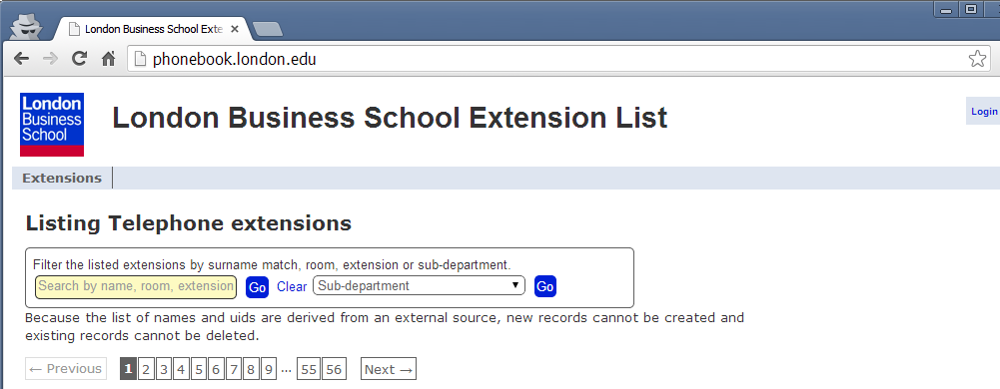 London Business School Exte
phonebook.london.edu
London
Business
School
London Business School Extension List
Login
Extensions
Listing Telephone extensions
Filter the listed extensions by surname match, room, extension or sub-department.
Search by name, room, extension Go Clear Sub-department Go
Because the list of names and uids are derived from an external source, new records cannot be created and
existing records cannot be deleted.
← Previous 1 2 3 4 5 6 7 8 9 ... 55 56 Next →